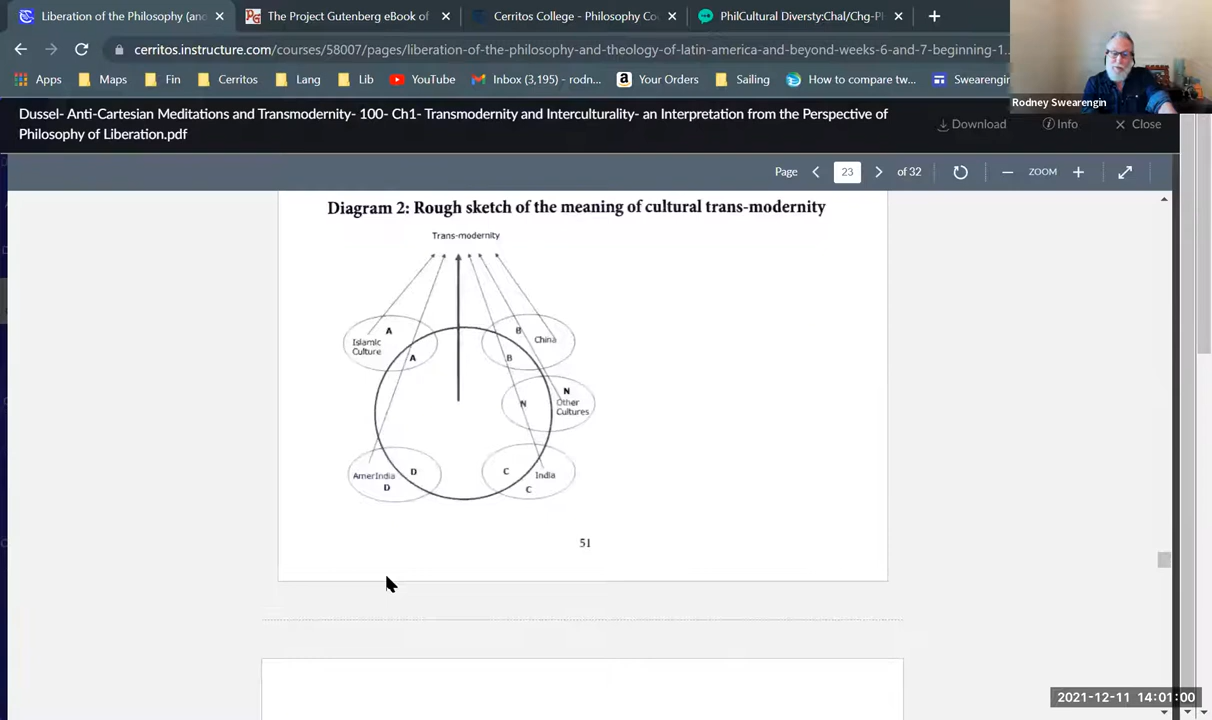 Liberation of the Philosophy (and
The Project Gutenberg eBook of
Cerritos College - Philosophy Co
PhilCultural Diversty:Chal/Chg-P
cerritos.instructure.com/courses/58007/pages/liberation-of-the-philosophy-and-theology-of-latin-america-and-beyond-weeks-6-and-7-beginning-1...
Apps Maps Fin Cerritos Lang Lib YouTube Inbox (3,195) - rodn... Your Orders Sailing How to compare tw... Swearengin
Rodney Swearengin
Dussel- Anti-Cartesian Meditations and Transmodernity- 100- Ch1- Transmodernity and Interculturality- an Interpretation from the Perspective of
Philosophy of Liberation.pdf
Download Info Close
Page 23 of 32 ZOOM
Diagram 2: Rough sketch of the meaning of cultural trans-modernity
Trans-modernity
A
Islamic
Culture
A
B
China
B
N
N
Other
Cultures
AmerIndia
D
D
C
India
C
51
2021-12-11 14:01:00